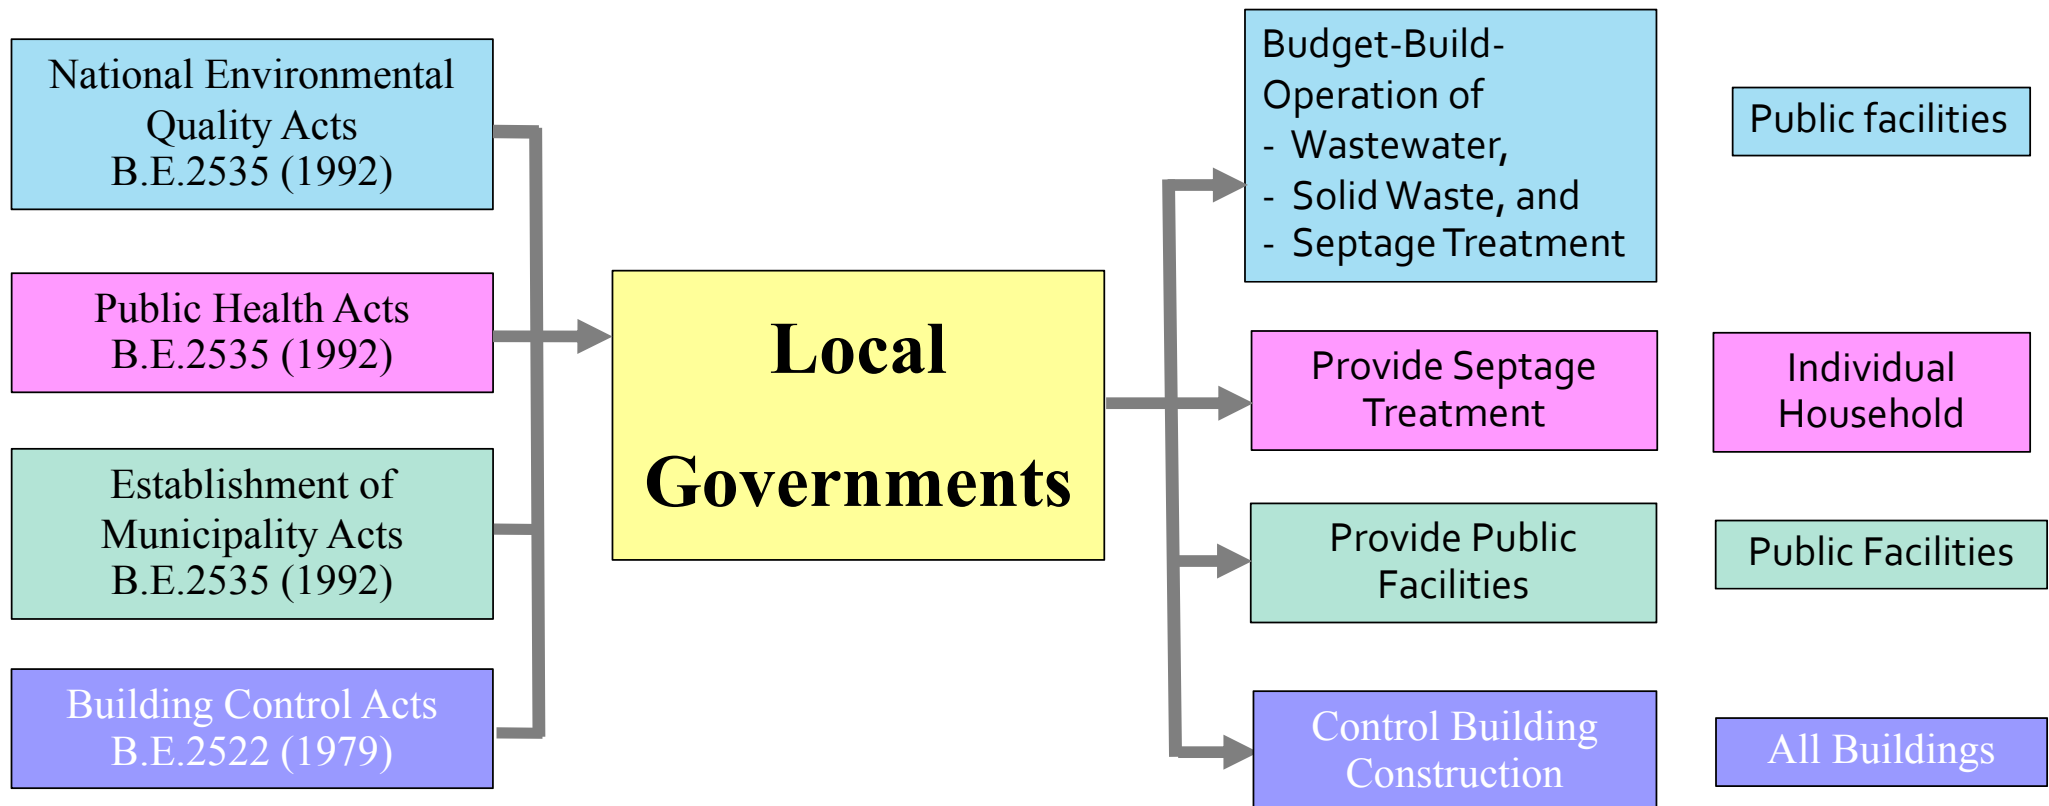 National Environmental
Quality Acts
B.E.2535 (1992)
Public Health Acts
B.E.2535 (1992)
Establishment of
Municipality Acts
B.E.2535 (1992)
Building Control Acts
B.E.2522 (1979)
Local
Governments
Budget-Build-
Operation of
- Wastewater,
- Solid Waste, and
- Septage Treatment
Provide Septage
Treatment
Provide Public
Facilities
Control Building
Construction
Public facilities
Individual
Household
Public Facilities
All Buildings